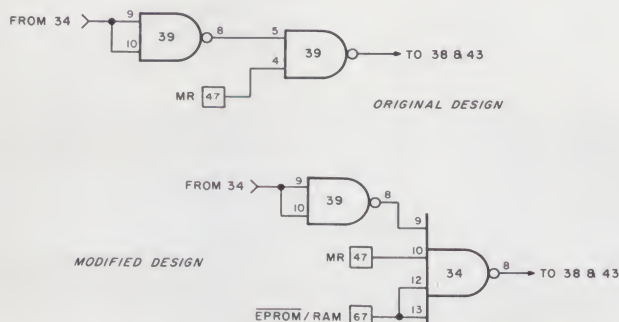 FROM 34
9
10
39
8
5
4
39
TO 38 & 43
MR 47
ORIGINAL DESIGN
FROM 34
9
10
39
8
9
MODIFIED DESIGN
MR 47
10
34
8
TO 38 & 43
12
EPROM/RAM 67
13